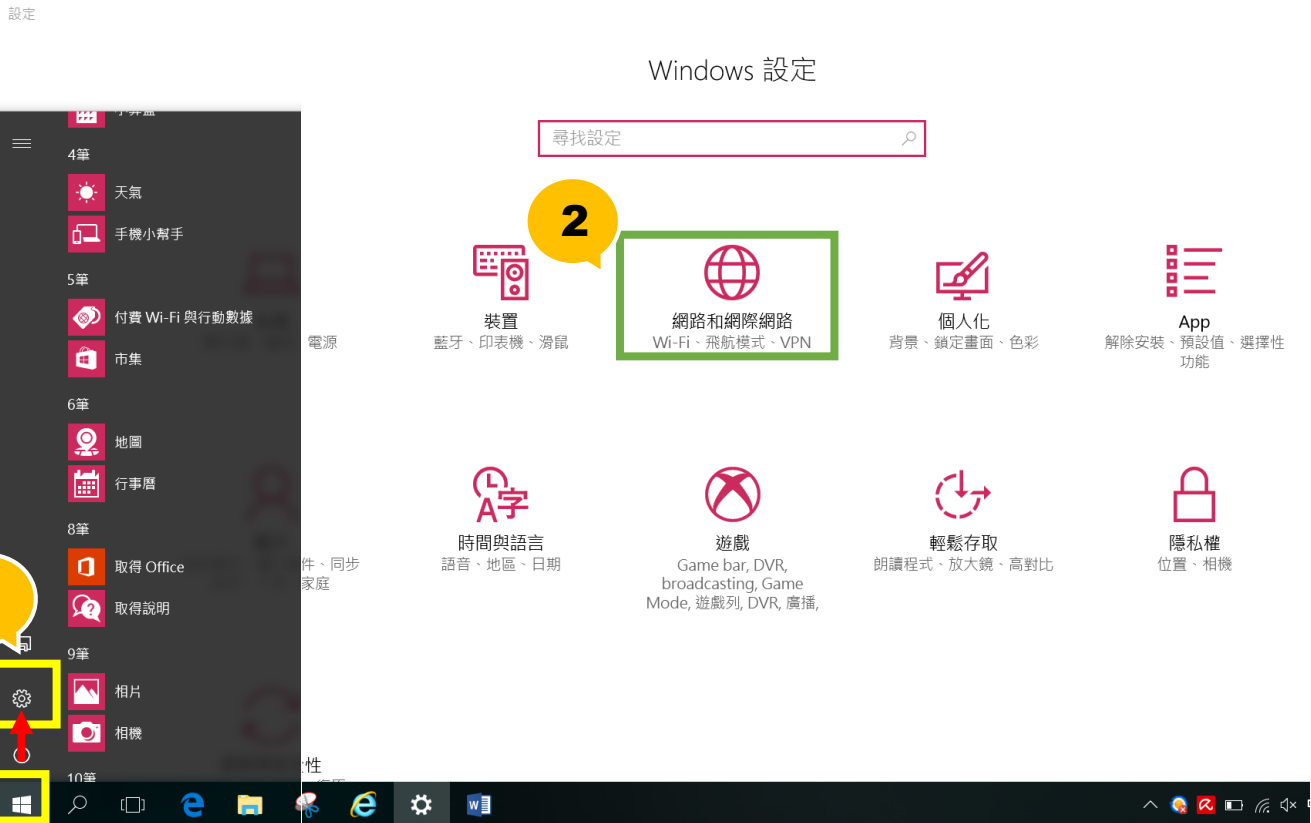 設定
Windows 設定
尋找設定
4筆
天氣
手機小幫手
5筆
付費 Wi-Fi 與行動數據
市集
6筆
地圖
行事曆
8筆
取得 Office
取得說明
9筆
相片
相機
10筆
2
電源
裝置
藍牙、印表機、滑鼠
網路和網際網路
Wi-Fi、飛航模式、VPN
個人化
背景、鎖定畫面、色彩
App
解除安裝、預設值、選擇性
功能
件、同步
家庭
時間與語言
語音、地區、日期
遊戲
Game bar, DVR,
broadcasting, Game
Mode, 遊戲列, DVR, 廣播,
輕鬆存取
朗讀程式、放大鏡、高對比
隱私權
位置、相機
性